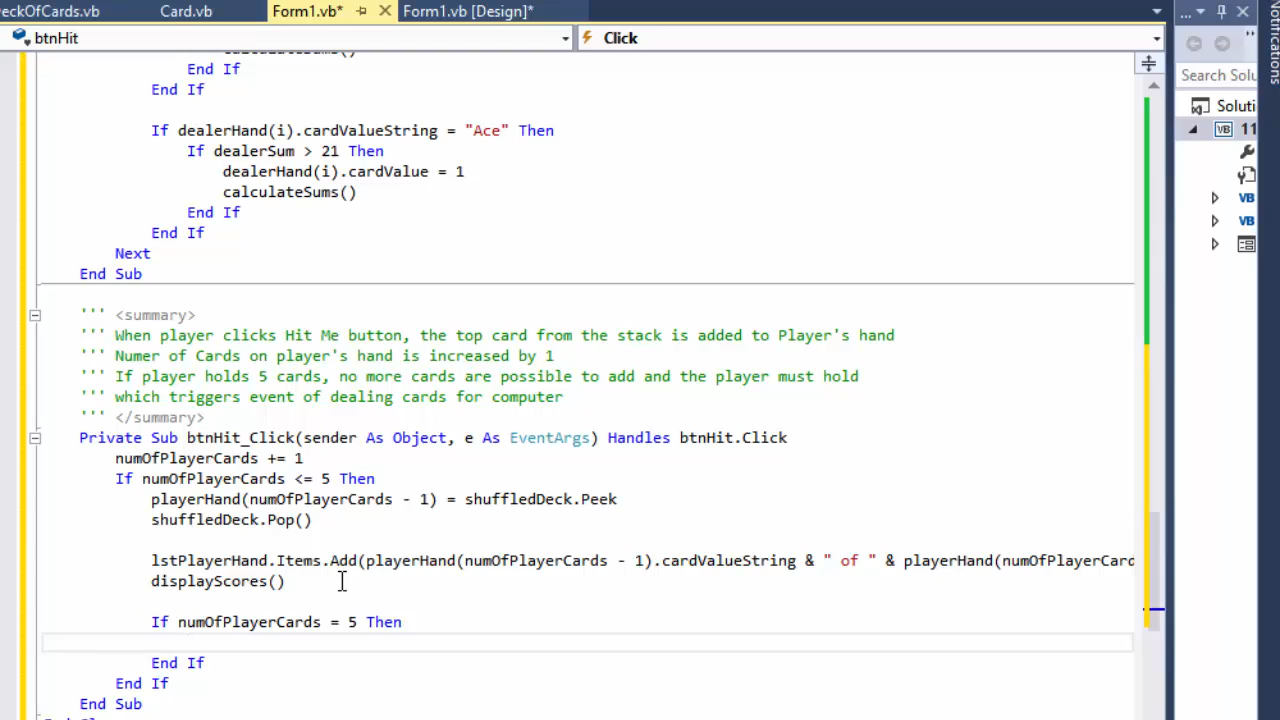 eckOfCards.vb Card.vb Form1.vb* Form1.vb [Design]*
btnHit Click
Notifications
Search Solu
Soluti
VB 11
VB
VB
End If
End If
If dealerHand(i).cardValueString = "Ace" Then
If dealerSum > 21 Then
dealerHand(i).cardValue = 1
calculateSums()
End If
End If
Next
End Sub
''' <summary>
''' When player clicks Hit Me button, the top card from the stack is added to Player's hand
''' Numer of Cards on player's hand is increased by 1
''' If player holds 5 cards, no more cards are possible to add and the player must hold
''' which triggers event of dealing cards for computer
''' </summary>
Private Sub btnHit_Click(sender As Object, e As EventArgs) Handles btnHit.Click
numOfPlayerCards += 1
If numOfPlayerCards <= 5 Then
playerHand(numOfPlayerCards - 1) = shuffledDeck.Peek
shuffledDeck.Pop()
lstPlayerHand.Items.Add(playerHand(numOfPlayerCards - 1).cardValueString & " of " & playerHand(numOfPlayerCard
displayScores()
If numOfPlayerCards = 5 Then
End If
End If
End Sub